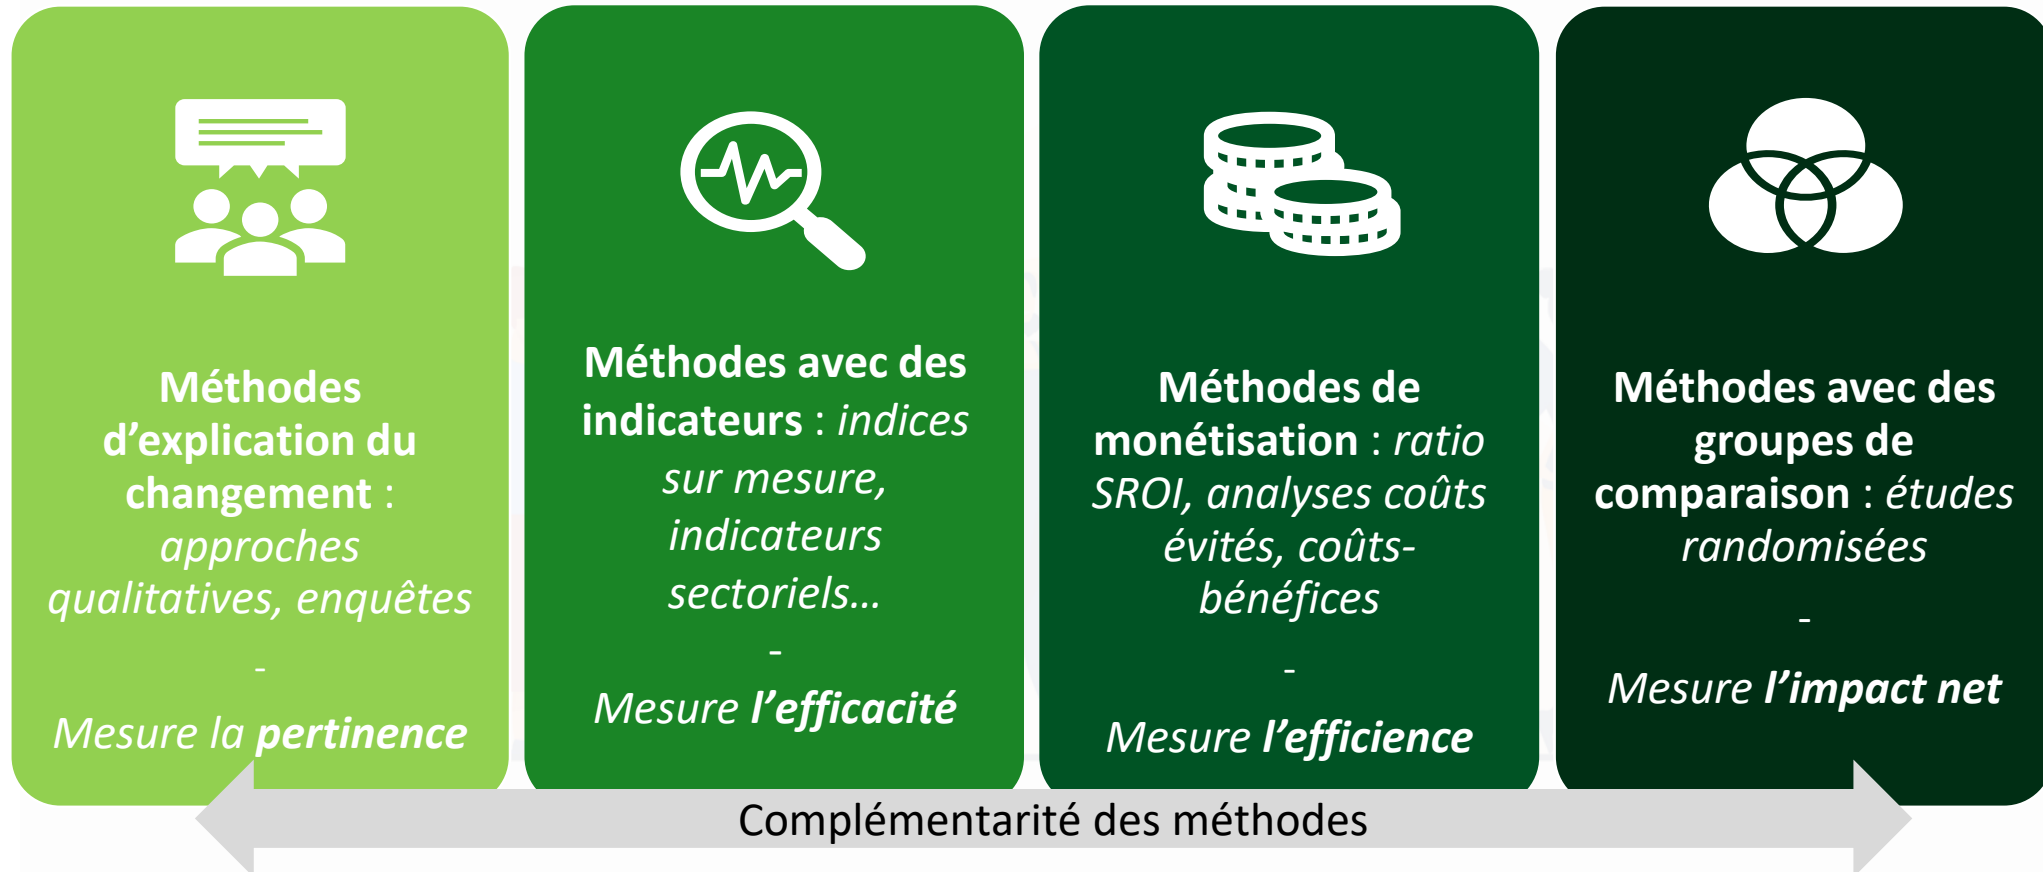 Méthodes
d’explication du
changement :
approches
qualitatives, enquêtes
-
Mesure la pertinence
Méthodes avec des
indicateurs : indices
sur mesure,
indicateurs
sectoriels…
-
Mesure l’efficacité
Méthodes de
monétisation : ratio
SROI, analyses coûts
évités, coûts-
bénéfices
-
Mesure l’efficience
Méthodes avec des
groupes de
comparaison : études
randomisées
-
Mesure l’impact net
Complémentarité des méthodes